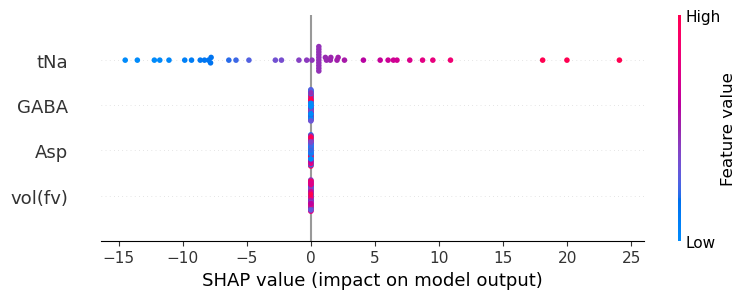 High
tNa
GABA
Asp
vol(fv)
Feature value
Low
−15 −10 −5 0 5 10 15 20 25
SHAP value (impact on model output)